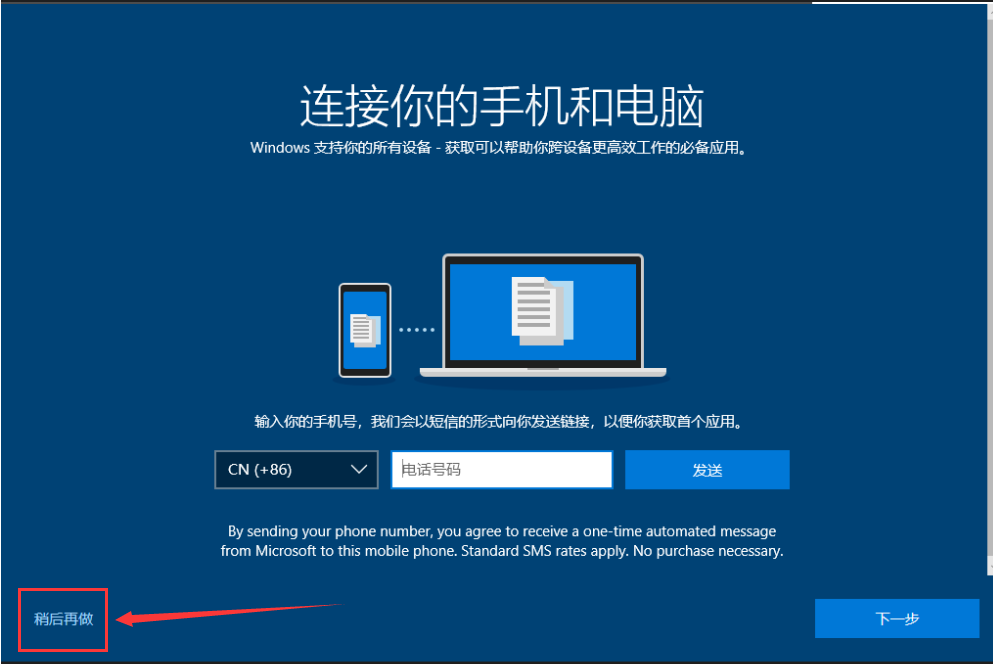 连接你的手机和电脑
Windows 支持你的所有设备 - 获取可以帮助你跨设备更高效工作的必备应用。
输入你的手机号，我们会以短信的形式向你发送链接，以便你获取首个应用。
CN (+86)
电话号码
发送
By sending your phone number, you agree to receive a one-time automated message
from Microsoft to this mobile phone. Standard SMS rates apply. No purchase necessary.
稍后再做
下一步